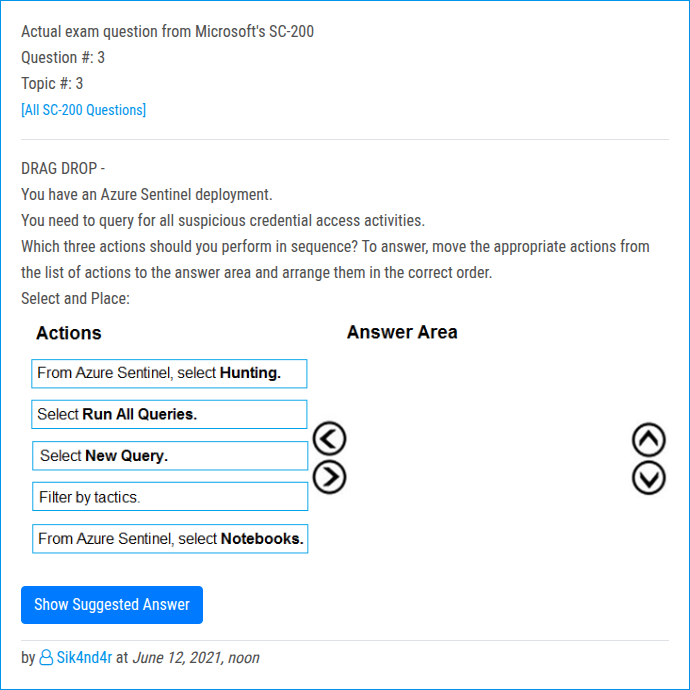 Actual exam question from Microsoft's SC-200
Question #: 3
Topic #: 3
[All SC-200 Questions]
DRAG DROP -
You have an Azure Sentinel deployment.
You need to query for all suspicious credential access activities.
Which three actions should you perform in sequence? To answer, move the appropriate actions from
the list of actions to the answer area and arrange them in the correct order.
Select and Place:
Actions
Answer Area
From Azure Sentinel, select Hunting.
Select Run All Queries.
Select New Query.
Filter by tactics.
From Azure Sentinel, select Notebooks.
Show Suggested Answer
by Sik4nd4r at June 12, 2021, noon